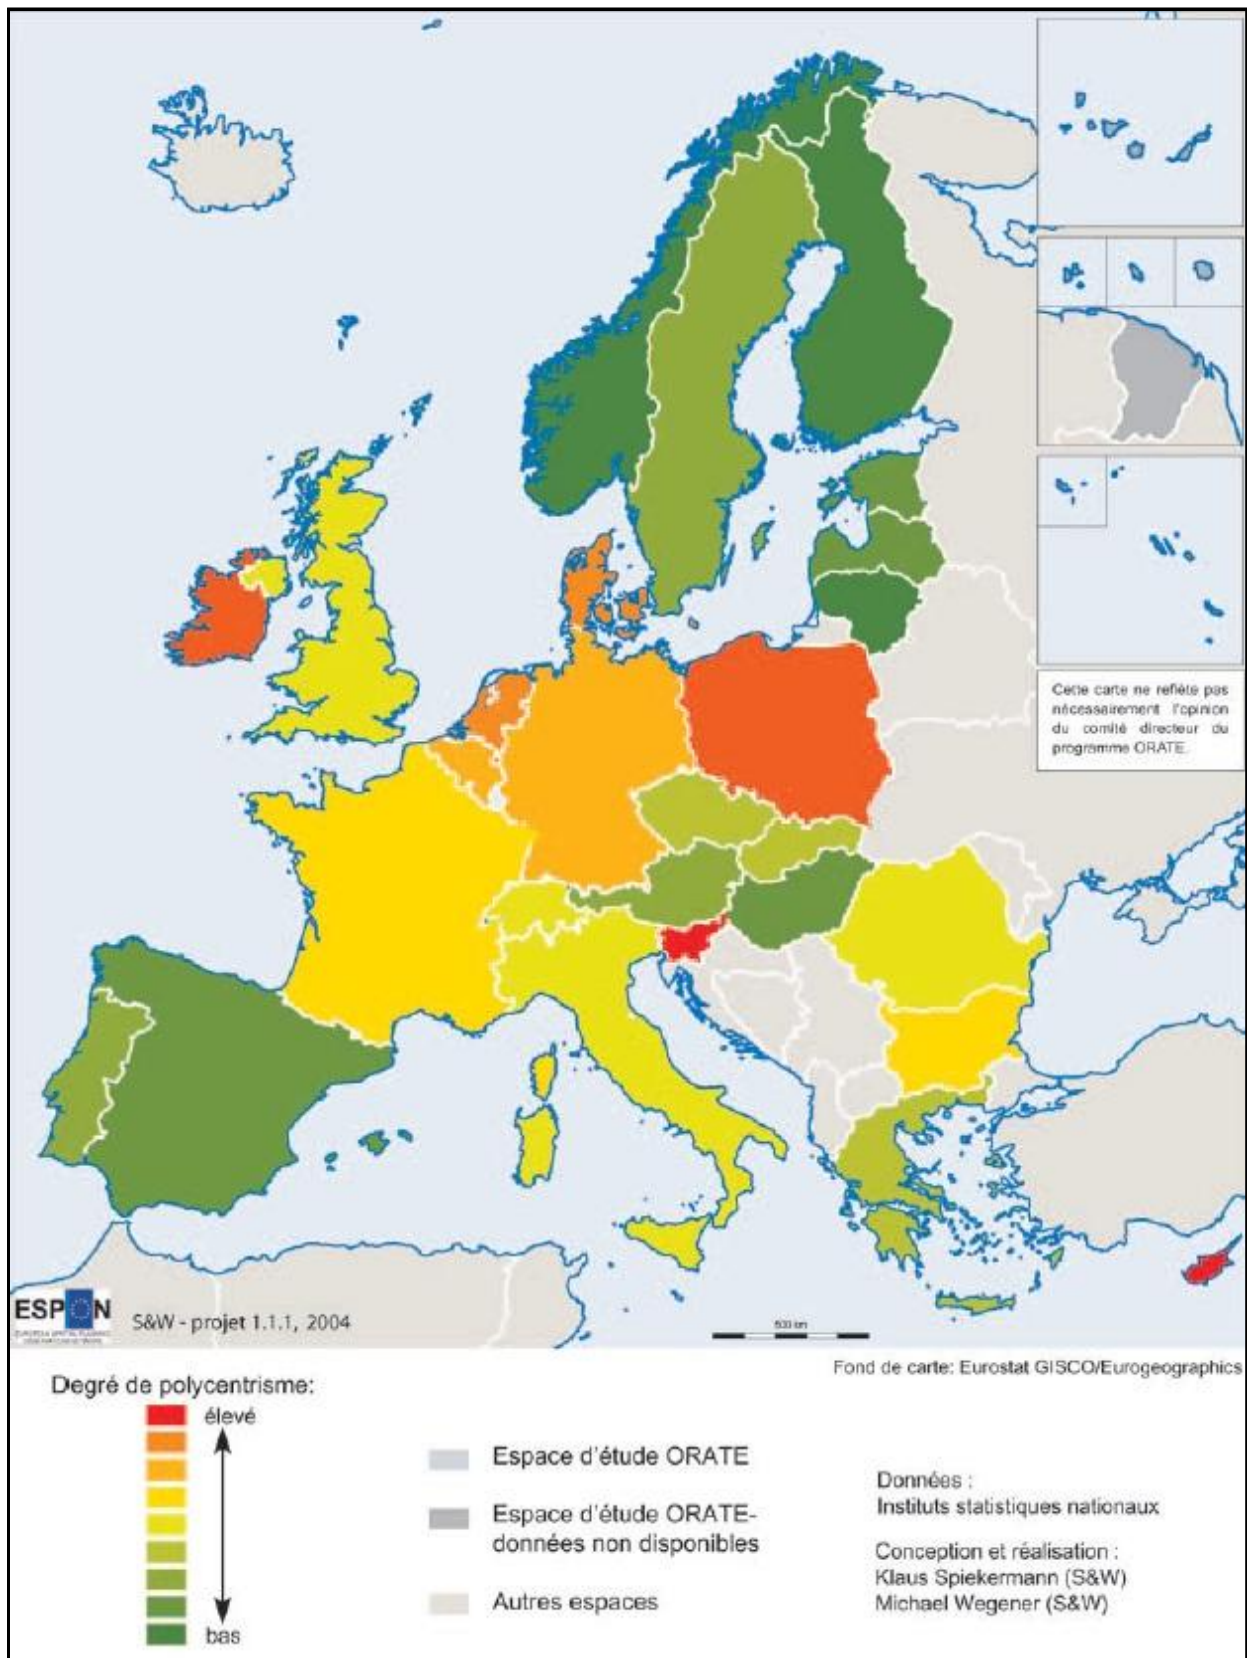 Cette carte ne reflète pas
nécessairement l'opinion
du comité directeur du
programme ORATE.
ESPON
S&W - projet 1.1.1, 2004
500 km
Fond de carte: Eurostat GISCO/Eurogeographics
Degré de polycentrisme:
élevé
bas
Espace d'étude ORATE
Espace d'étude ORATE-
données non disponibles
Autres espaces
Données :
Instituts statistiques nationaux
Conception et réalisation :
Klaus Spiekermann (S&W)
Michael Wegener (S&W)